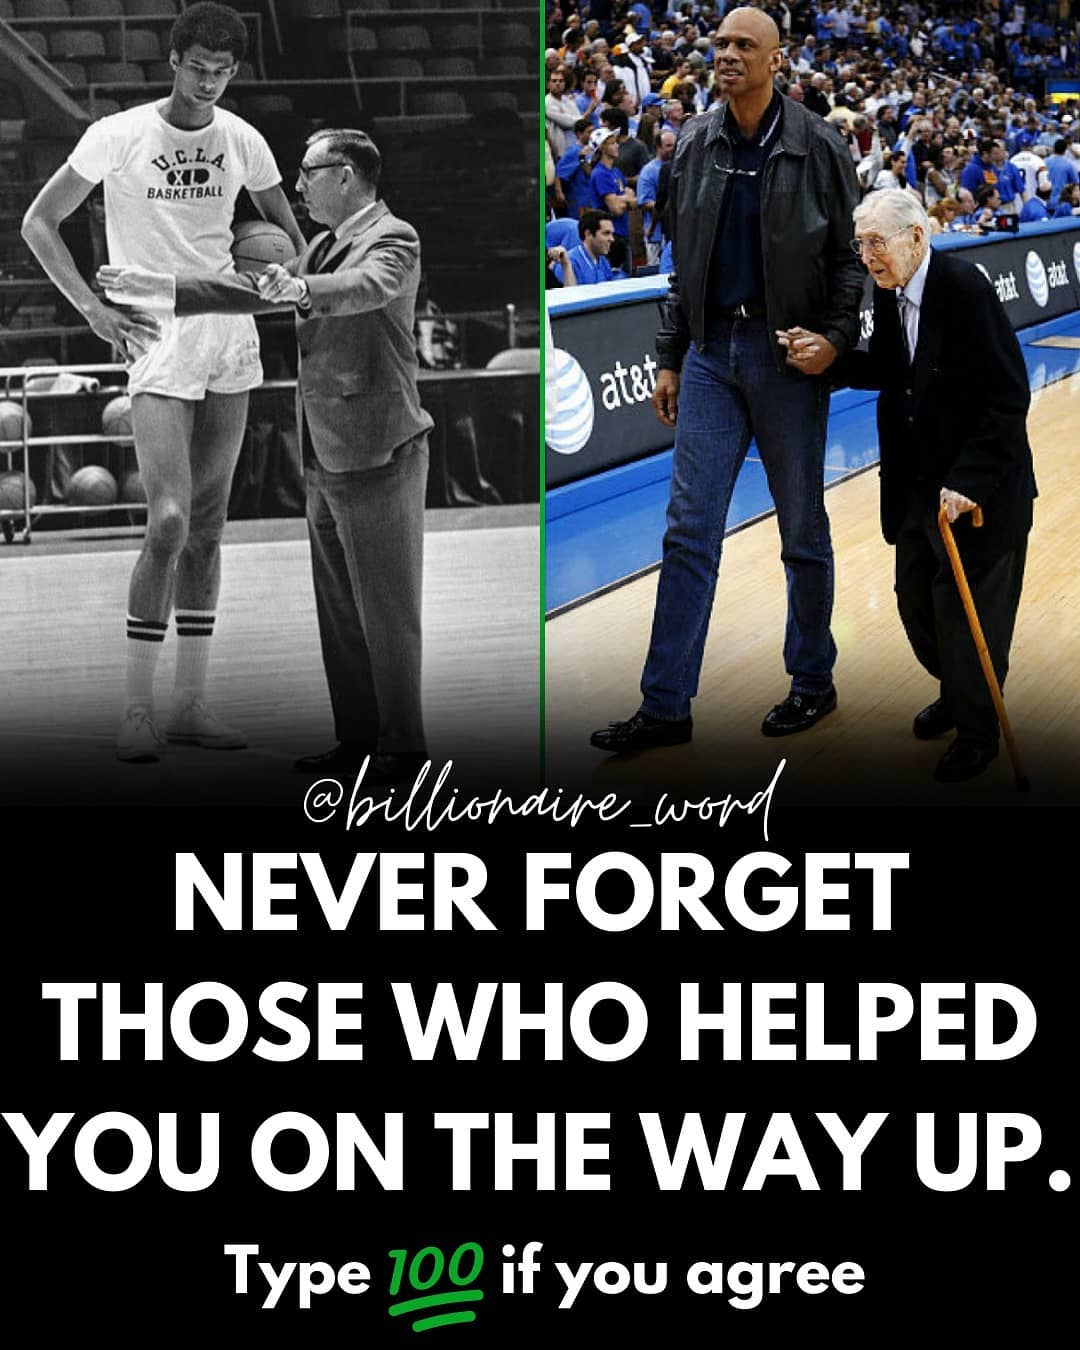 U.C.L.A.
XL
BASKETBALL
at&t
at&t
at&t
@billionaire_word
NEVER FORGET
THOSE WHO HELPED
YOU ON THE WAY UP.
Type 100 if you agree